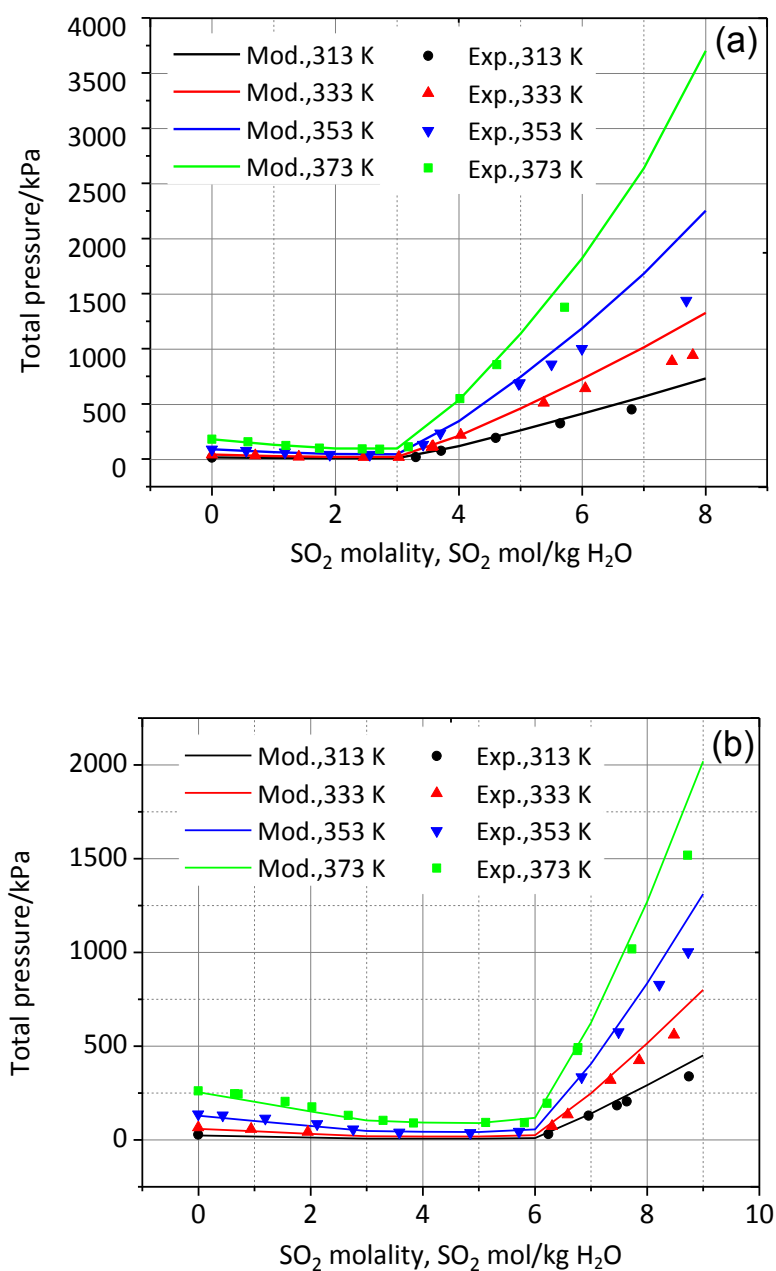 (a)
Mod.,313 K Exp.,313 K
Mod.,333 K Exp.,333 K
Mod.,353 K Exp.,353 K
Mod.,373 K Exp.,373 K
4000
3500
3000
2500
2000
1500
1000
500
0
Total pressure/kPa
0 2 4 6 8
SO₂ molality, SO₂ mol/kg H₂O
(b)
Mod.,313 K Exp.,313 K
Mod.,333 K Exp.,333 K
Mod.,353 K Exp.,353 K
Mod.,373 K Exp.,373 K
2000
1500
1000
500
0
Total pressure/kPa
0 2 4 6 8 10
SO₂ molality, SO₂ mol/kg H₂O